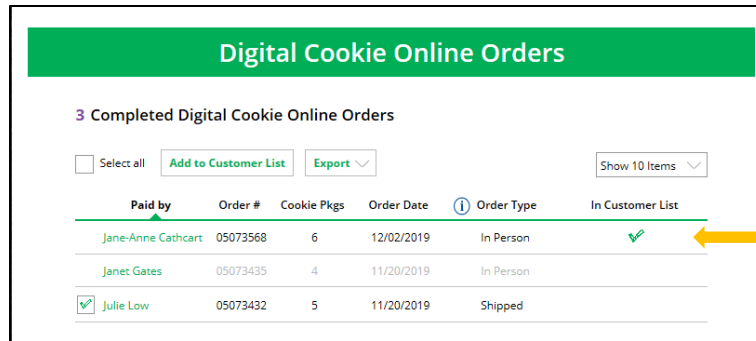 Digital Cookie Online Orders
3 Completed Digital Cookie Online Orders
Select all Add to Customer List Export Show 10 Items
Paid by Order # Cookie Pkgs Order Date i Order Type In Customer List
Jane-Anne Cathcart 05073568 6 12/02/2019 In Person
Janet Gates 05073435 4 11/20/2019 In Person
Julie Low 05073432 5 11/20/2019 Shipped